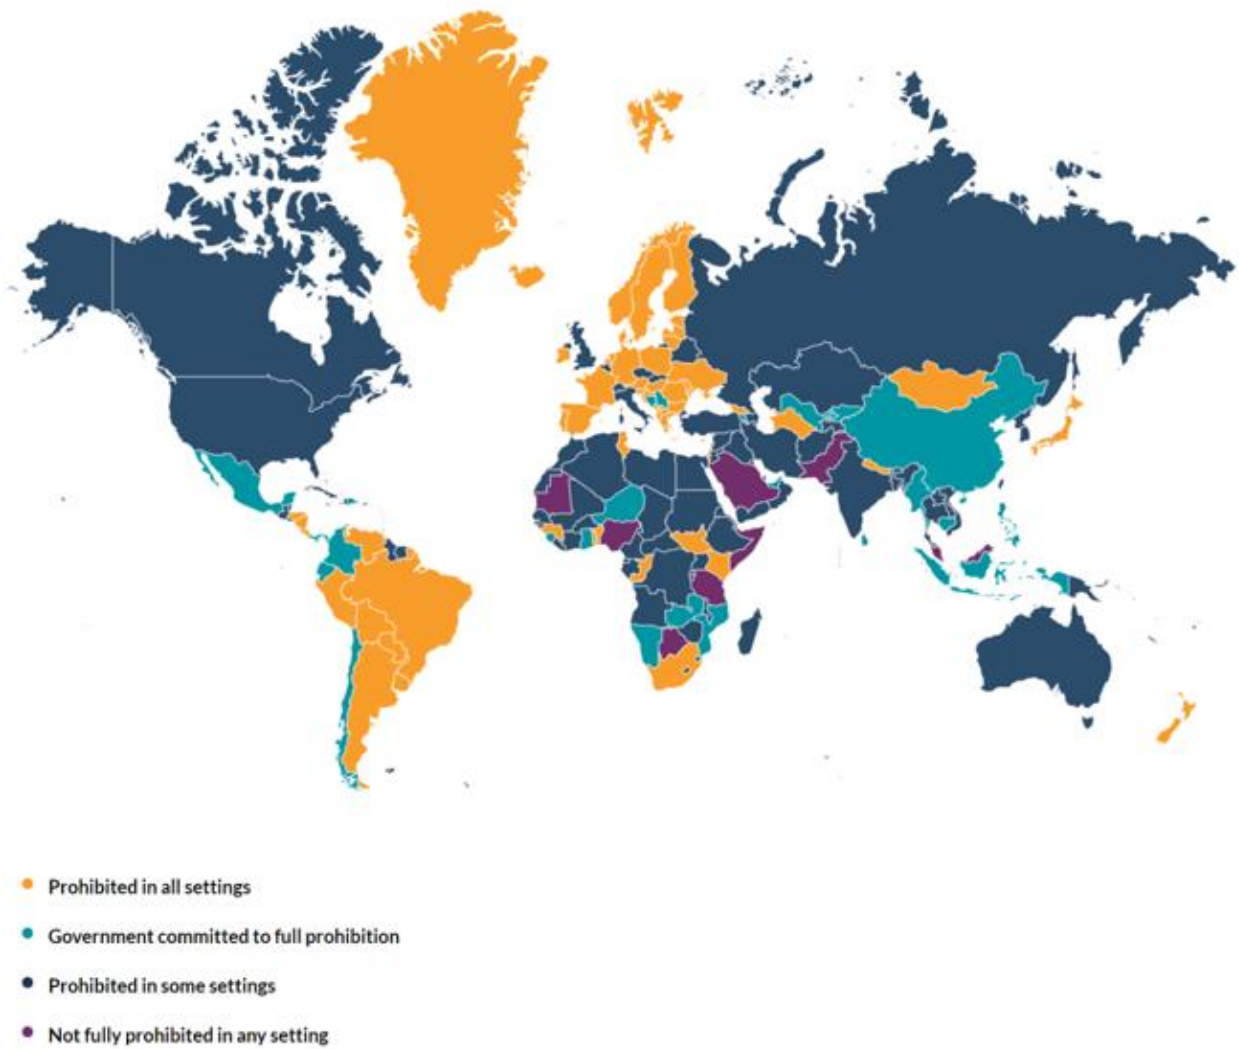 Prohibited in all settings
Government committed to full prohibition
Prohibited in some settings
Not fully prohibited in any setting